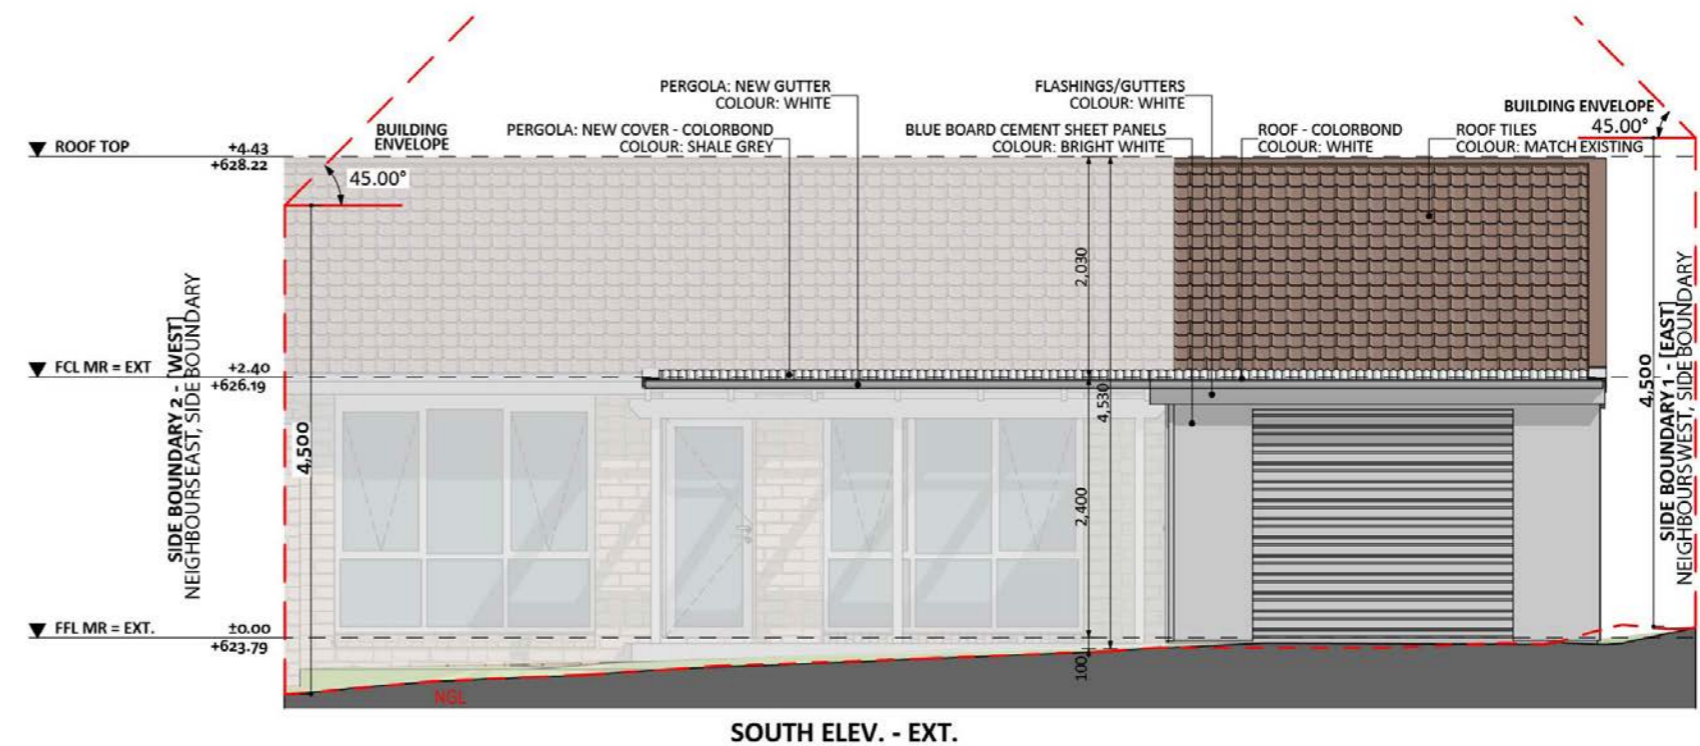 PERGOLA: NEW GUTTER
COLOUR: WHITE
FLASHINGS/GUTTERS
COLOUR: WHITE
BUILDING ENVELOPE
45.00°
BUILDING
ENVELOPE
PERGOLA: NEW COVER - COLORBOND
COLOUR: SHALE GREY
BLUE BOARD CEMENT SHEET PANELS
COLOUR: BRIGHT WHITE
ROOF - COLORBOND
COLOUR: WHITE
ROOF TILES
COLOUR: MATCH EXISTING
ROOF TOP
+4.43
+628.22
45.00°
2,030
FCL MR = EXT
+2.40
+626.19
4,530
4,500
4,500
2,400
SIDE BOUNDARY 2 - [WEST]
NEIGHBOURS EAST, SIDE BOUNDARY
SIDE BOUNDARY 1 - [EAST]
NEIGHBOURS WEST, SIDE BOUNDARY
FFL MR = EXT.
±0.00
+623.79
100
NGL
SOUTH ELEV. - EXT.